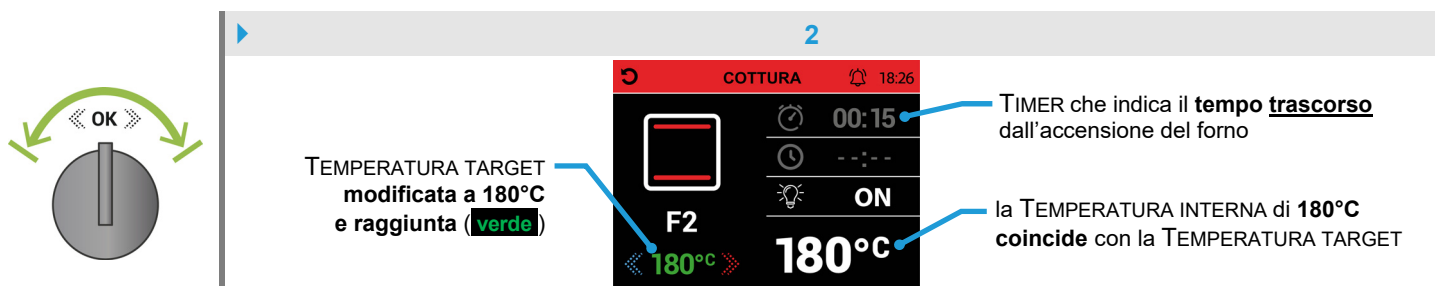 2
OK
COTTURA 18:26
00:15
--:--
ON
F2
180°C
180°C
TEMPERATURA TARGET
modificata a 180°C
e raggiunta (verde)
TIMER che indica il tempo trascorso
dall'accensione del forno
la TEMPERATURA INTERNA di 180°C
coincide con la TEMPERATURA TARGET